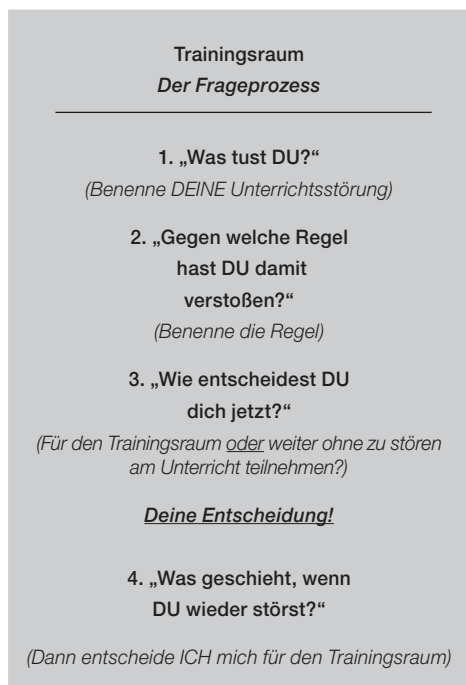 Trainingsraum
Der Frageprozess
1. „Was tust DU?“
(Benenne DEINE Unterrichtsstörung)
2. „Gegen welche Regel
hast DU damit
verstoßen?“
(Benenne die Regel)
3. „Wie entscheidest DU
dich jetzt?“
(Für den Trainingsraum oder weiter ohne zu stören
am Unterricht teilnehmen?)
Deine Entscheidung!
4. „Was geschieht, wenn
DU wieder störst?“
(Dann entscheide ICH mich für den Trainingsraum)